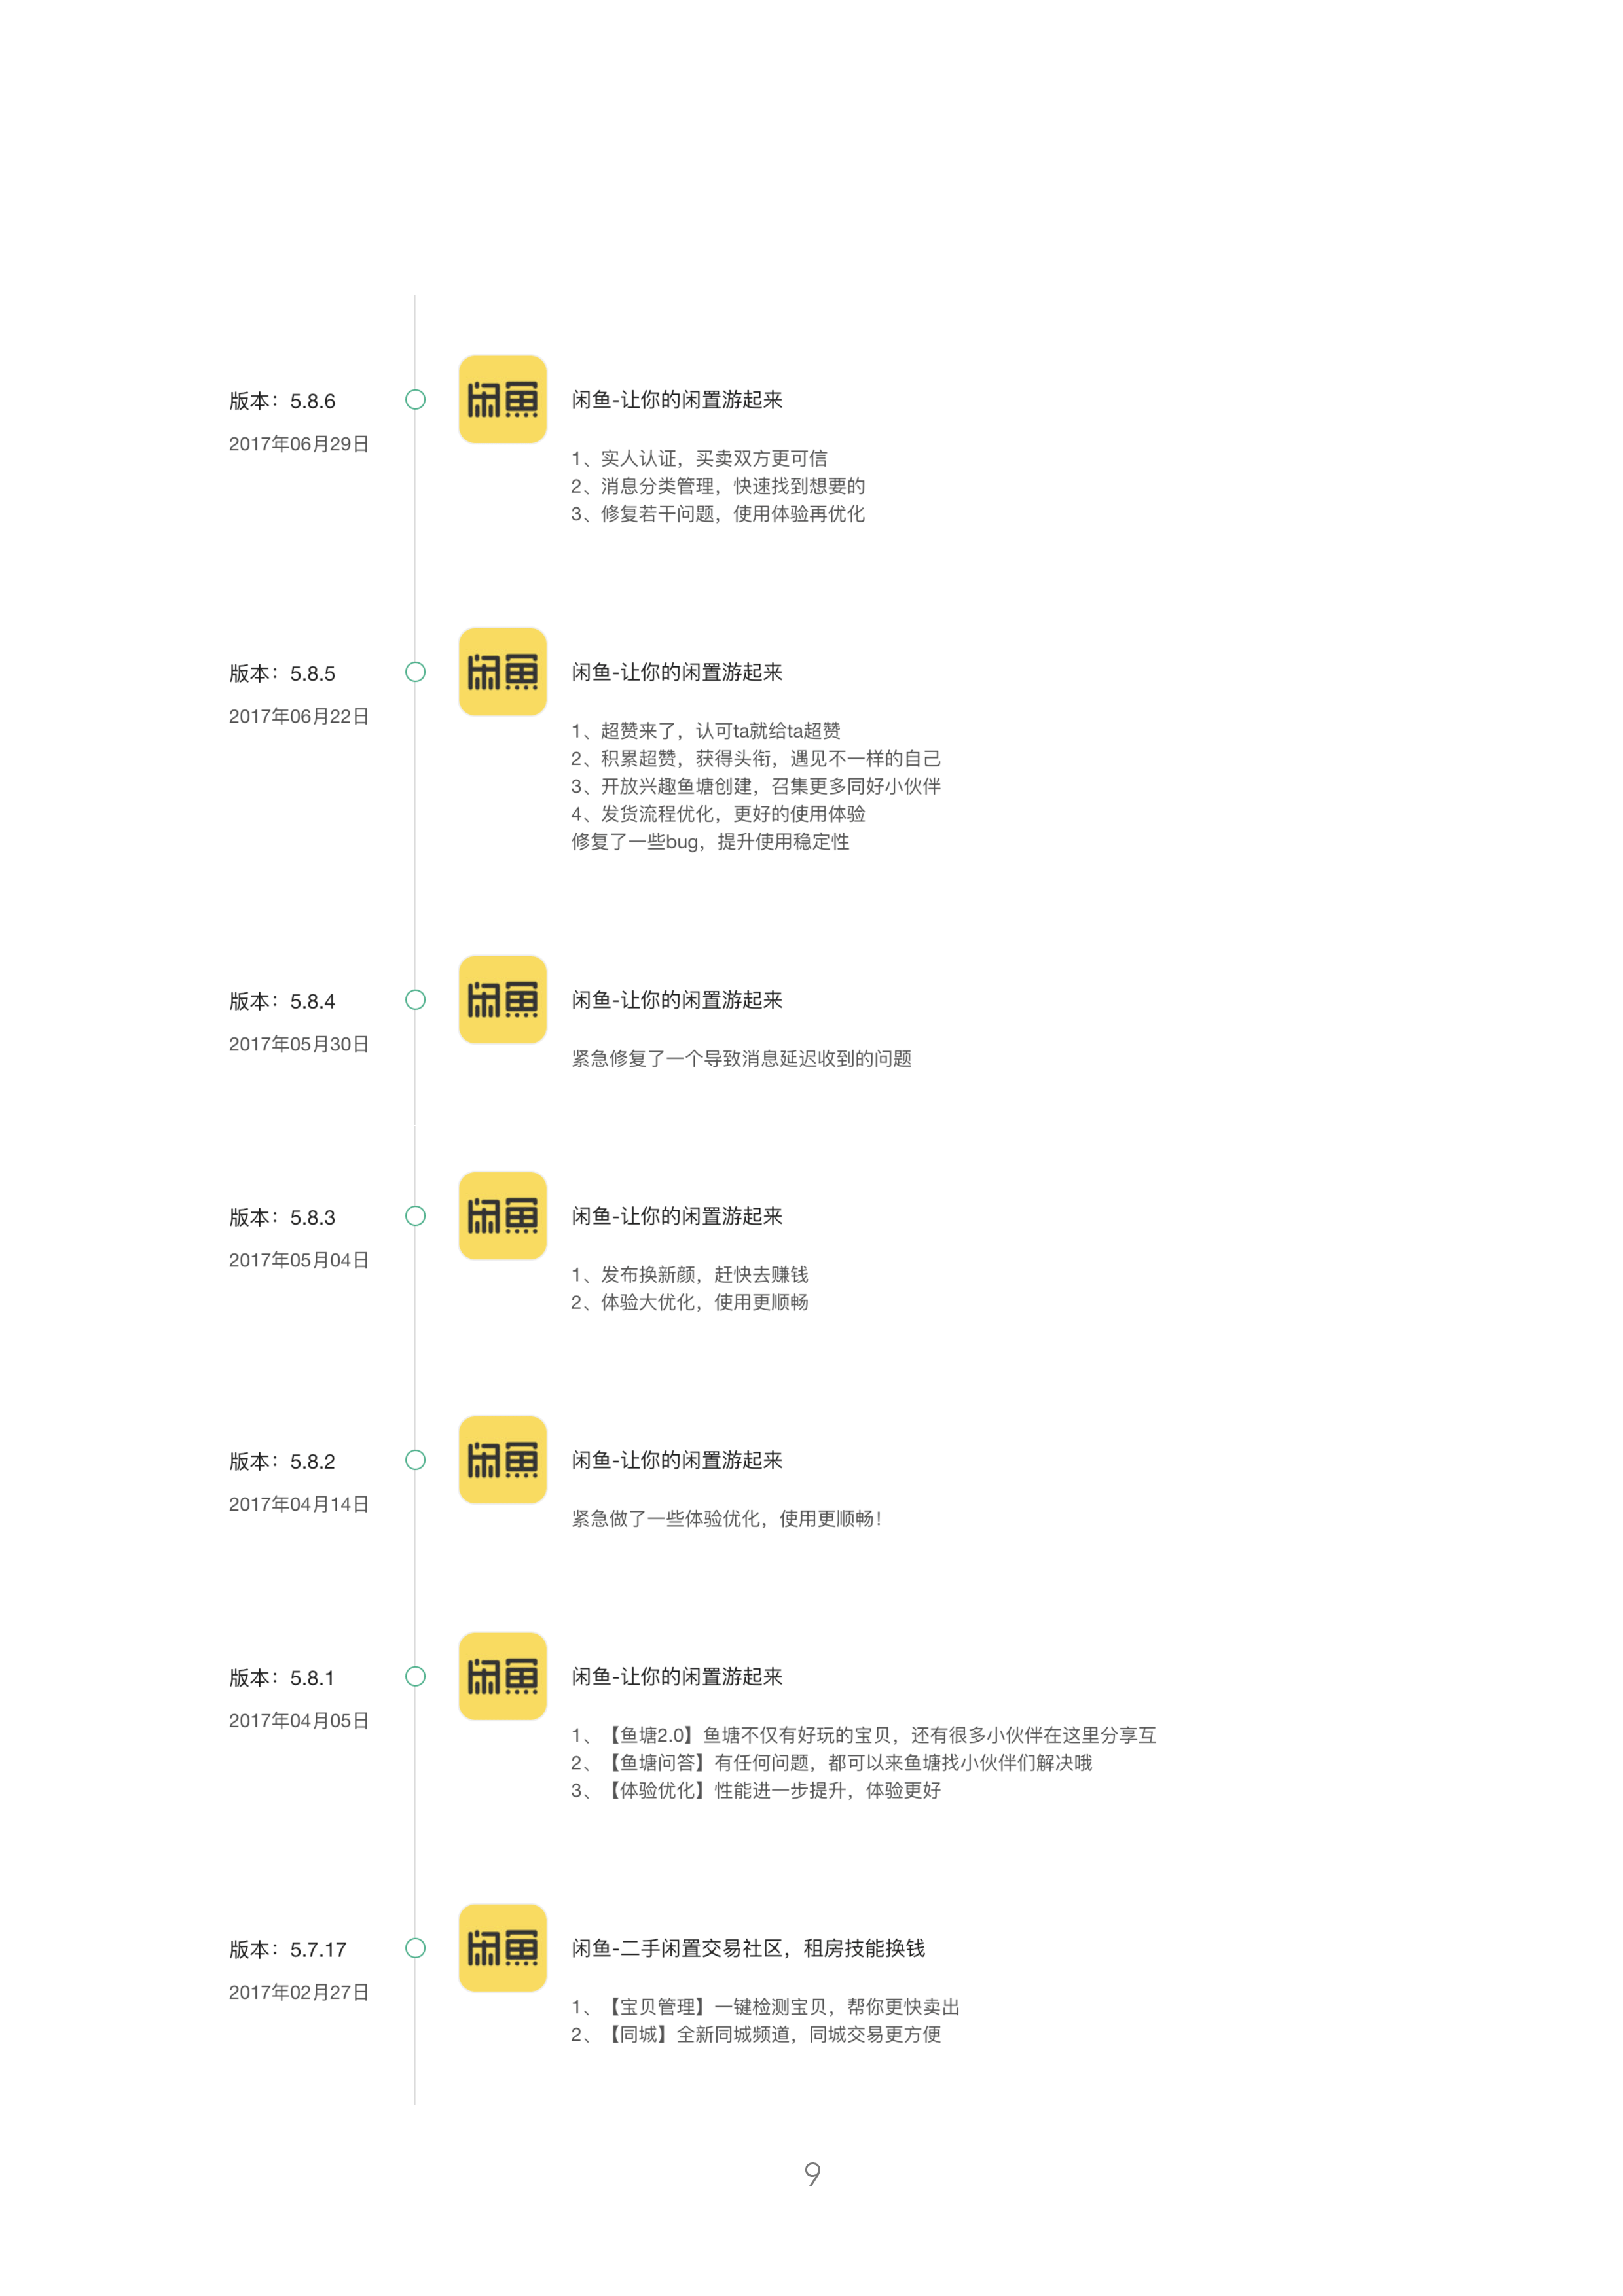 版本：5.8.6
2017年06月29日
闲鱼
闲鱼-让你的闲置游起来
1、实人认证，买卖双方更可信
2、消息分类管理，快速找到想要的
3、修复若干问题，使用体验再优化
版本：5.8.5
2017年06月22日
闲鱼
闲鱼-让你的闲置游起来
1、超赞来了，认可ta就给ta超赞
2、积累超赞，获得头衔，遇见不一样的自己
3、开放兴趣鱼塘创建，召集更多同好小伙伴
4、发货流程优化，更好的使用体验
修复了一些bug，提升使用稳定性
版本：5.8.4
2017年05月30日
闲鱼
闲鱼-让你的闲置游起来
紧急修复了一个导致消息延迟收到的问题
版本：5.8.3
2017年05月04日
闲鱼
闲鱼-让你的闲置游起来
1、发布换新颜，赶快去赚钱
2、体验大优化，使用更顺畅
版本：5.8.2
2017年04月14日
闲鱼
闲鱼-让你的闲置游起来
紧急做了一些体验优化，使用更顺畅！
版本：5.8.1
2017年04月05日
闲鱼
闲鱼-让你的闲置游起来
1、【鱼塘2.0】鱼塘不仅有好玩的宝贝，还有很多小伙伴在这里分享互
2、【鱼塘问答】有任何问题，都可以来鱼塘找小伙伴们解决哦
3、【体验优化】性能进一步提升，体验更好
版本：5.7.17
2017年02月27日
闲鱼
闲鱼-二手闲置交易社区，租房技能换钱
1、【宝贝管理】一键检测宝贝，帮你更快卖出
2、【同城】全新同城频道，同城交易更方便
9